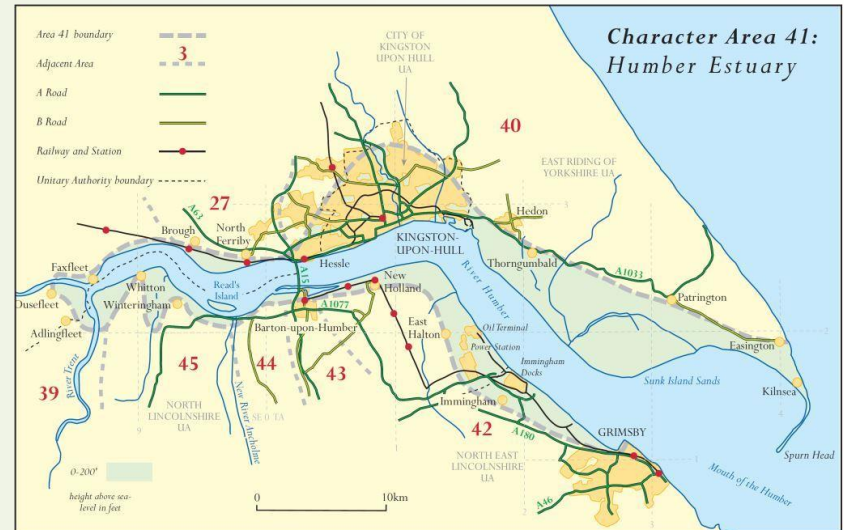 Character Area 41:
Humber Estuary
Area 41 boundary
3
Adjacent Area
A Road
B Road
Railway and Station
Unitary Authority boundary
CITY OF
KINGSTON
UPON HULL
UA
40
EAST RIDING OF
YORKSHIRE UA
27
A63
Brough
North
Ferriby
Hedon
KINGSTON-
UPON-HULL
Hessle
Thorngumbald
Faxfleet
Whitton
Read's
Island
A15
New
Holland
River Humber
A1033
Patrington
Ousefleet
Winteringham
A1077
Adlingfleet
Barton-upon-Humber
East
Halton
Oil Terminal
Power Station
Easington
45
44
43
Immingham
Docks
Sunk Island Sands
Kilnsea
39
River Trent
NORTH
LINCOLNSHIRE
UA
New River Ancholme
SE 0 TA
Immingham
42
A180
GRIMSBY
NORTH EAST
LINCOLNSHIRE
UA
Spurn Head
Mouth of the Humber
A46
0-200'
height above sea-
level in feet
0
10km